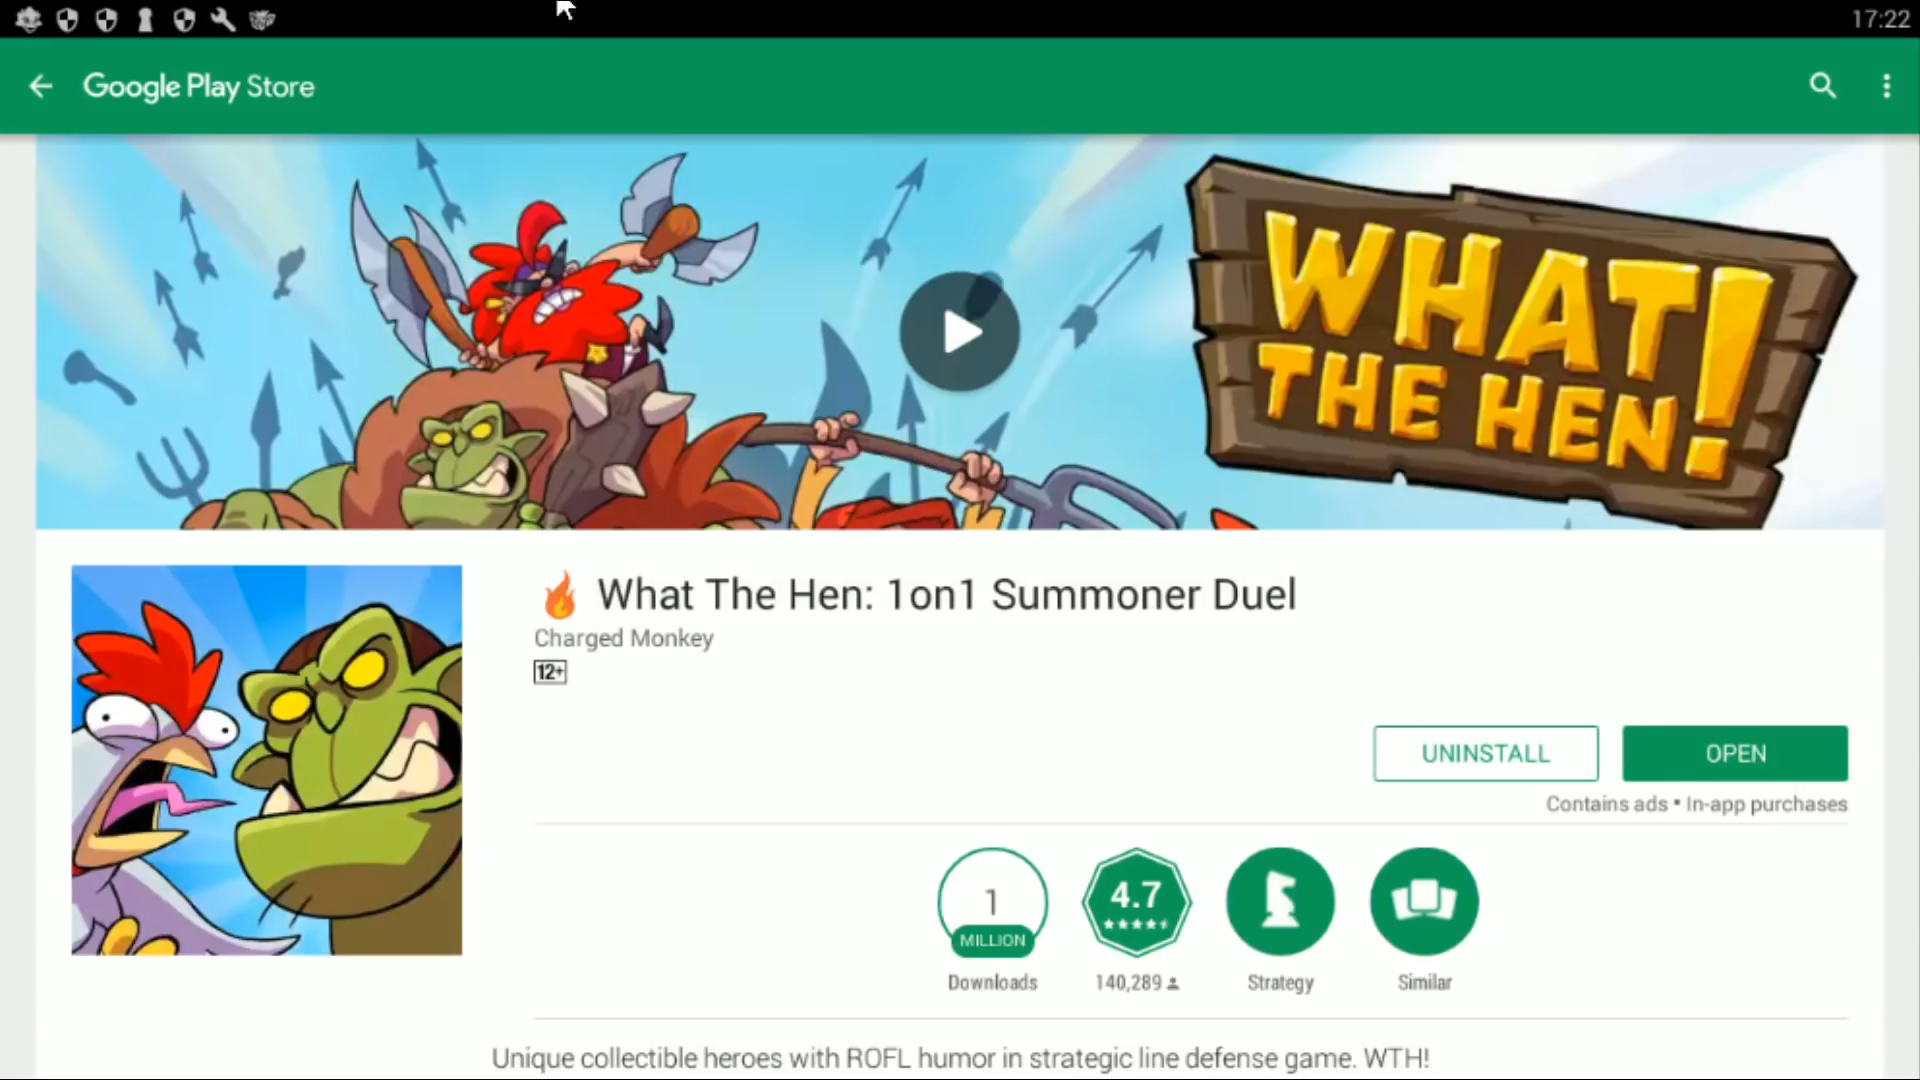 17:22
Google Play Store
WHAT!
THE HEN!
🔥 What The Hen: 1on1 Summoner Duel
Charged Monkey
12+
UNINSTALL
OPEN
Contains ads • In-app purchases
1
MILLION
Downloads
4.7
140,289
Strategy
Similar
Unique collectible heroes with ROFL humor in strategic line defense game. WTH!